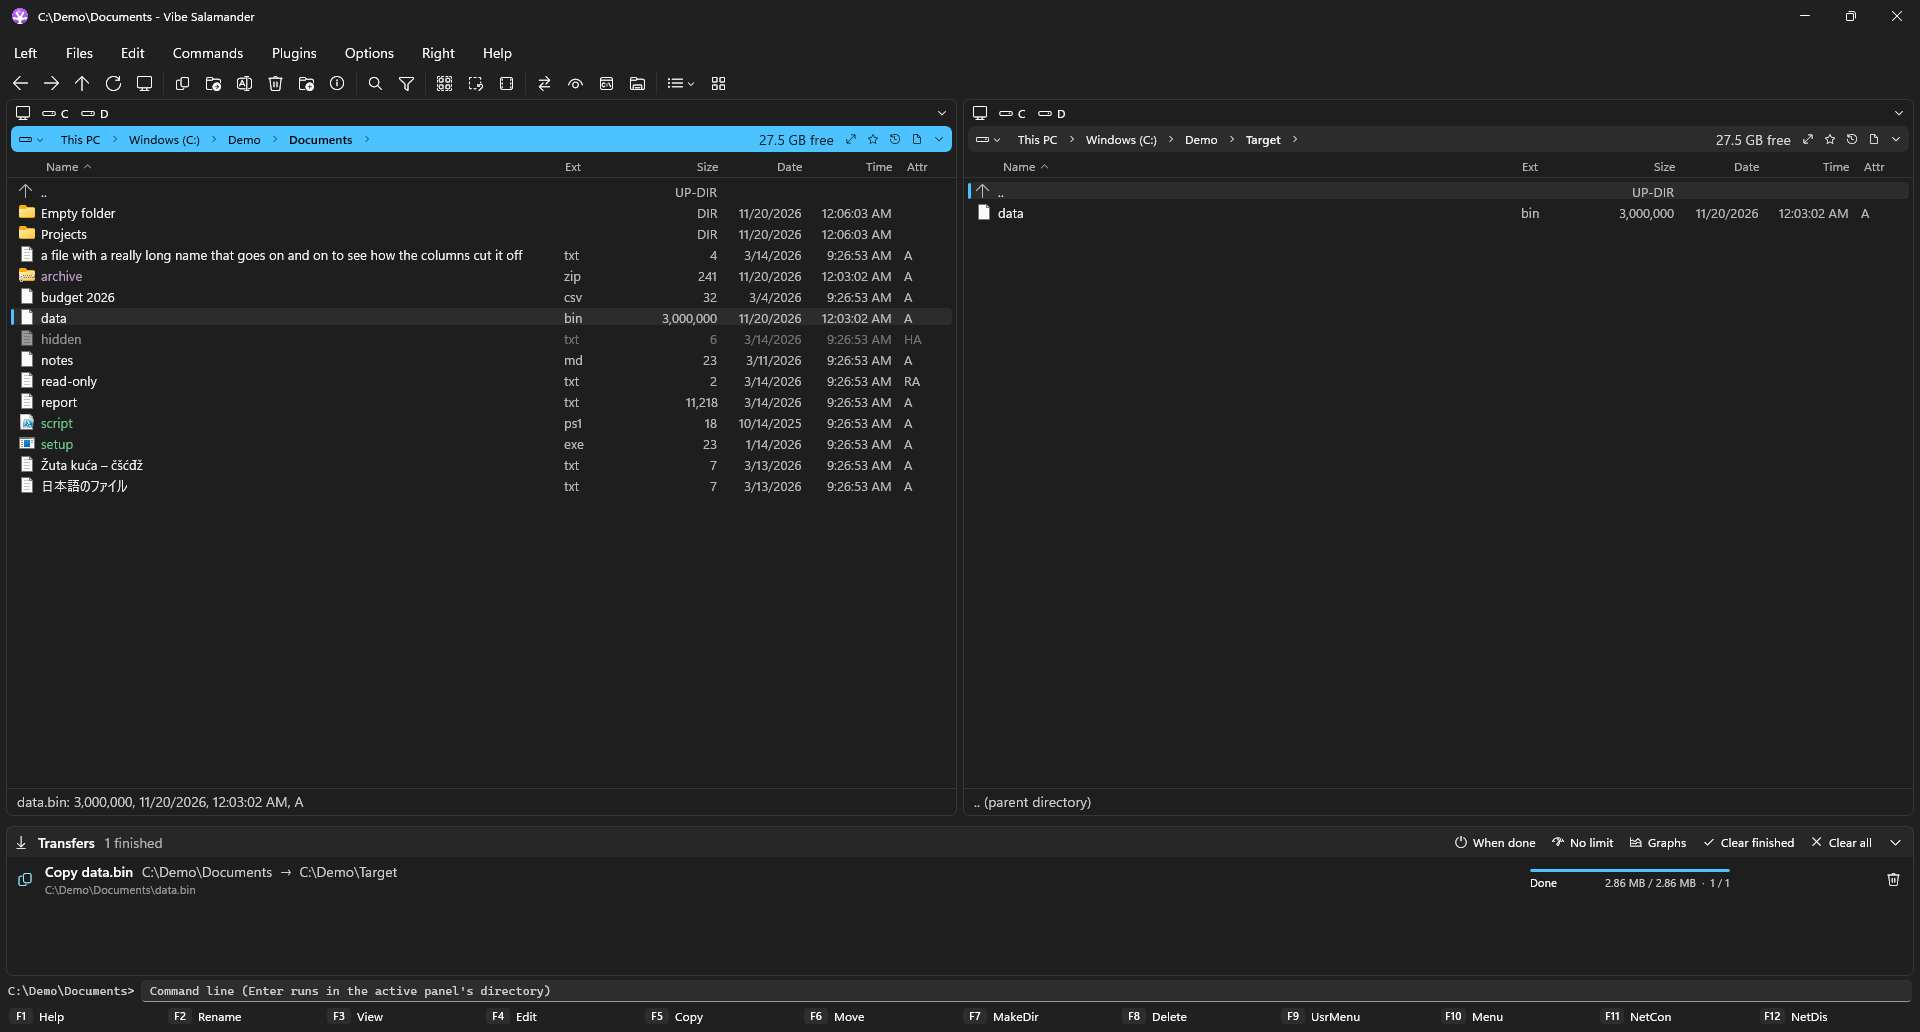 C:\Demo\Documents - Vibe Salamander
Left Files Edit Commands Plugins Options Right Help
C D
This PC Windows (C:) Demo Documents 27.5 GB free
Name Ext Size Date Time Attr
.. UP-DIR
Empty folder DIR 11/20/2026 12:06:03 AM
Projects DIR 11/20/2026 12:06:03 AM
a file with a really long name that goes on and on to see how the columns cut it off txt 4 3/14/2026 9:26:53 AM A
archive zip 241 11/20/2026 12:03:02 AM A
budget 2026 csv 32 3/4/2026 9:26:53 AM A
data bin 3,000,000 11/20/2026 12:03:02 AM A
hidden txt 6 3/14/2026 9:26:53 AM HA
notes md 23 3/11/2026 9:26:53 AM A
read-only txt 2 3/14/2026 9:26:53 AM RA
report txt 11,218 3/14/2026 9:26:53 AM A
script ps1 18 10/14/2025 9:26:53 AM A
setup exe 23 1/14/2026 9:26:53 AM A
Žuta kuća – čšćđž txt 7 3/13/2026 9:26:53 AM A
日本語のファイル txt 7 3/13/2026 9:26:53 AM A
data.bin: 3,000,000, 11/20/2026, 12:03:02 AM, A
C D
This PC Windows (C:) Demo Target 27.5 GB free
Name Ext Size Date Time Attr
.. UP-DIR
data bin 3,000,000 11/20/2026 12:03:02 AM A
.. (parent directory)
Transfers 1 finished When done No limit Graphs Clear finished Clear all
Copy data.bin C:\Demo\Documents → C:\Demo\Target
C:\Demo\Documents\data.bin
Done 2.86 MB / 2.86 MB · 1 / 1
C:\Demo\Documents> Command line (Enter runs in the active panel's directory)
F1 Help F2 Rename F3 View F4 Edit F5 Copy F6 Move F7 MakeDir F8 Delete F9 UsrMenu F10 Menu F11 NetCon F12 NetDis